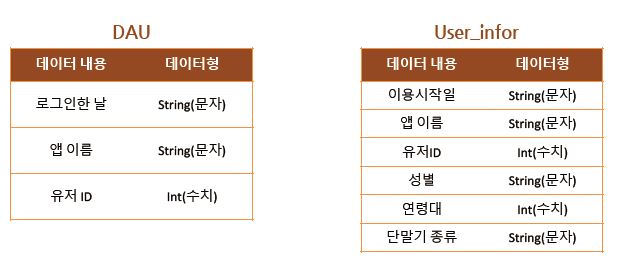 DAU
데이터 내용 데이터형
로그인한 날 String(문자)
앱 이름 String(문자)
유저 ID Int(수치)
User_infor
데이터 내용 데이터형
이용시작일 String(문자)
앱 이름 String(문자)
유저ID Int(수치)
성별 String(문자)
연령대 Int(수치)
단말기 종류 String(문자)